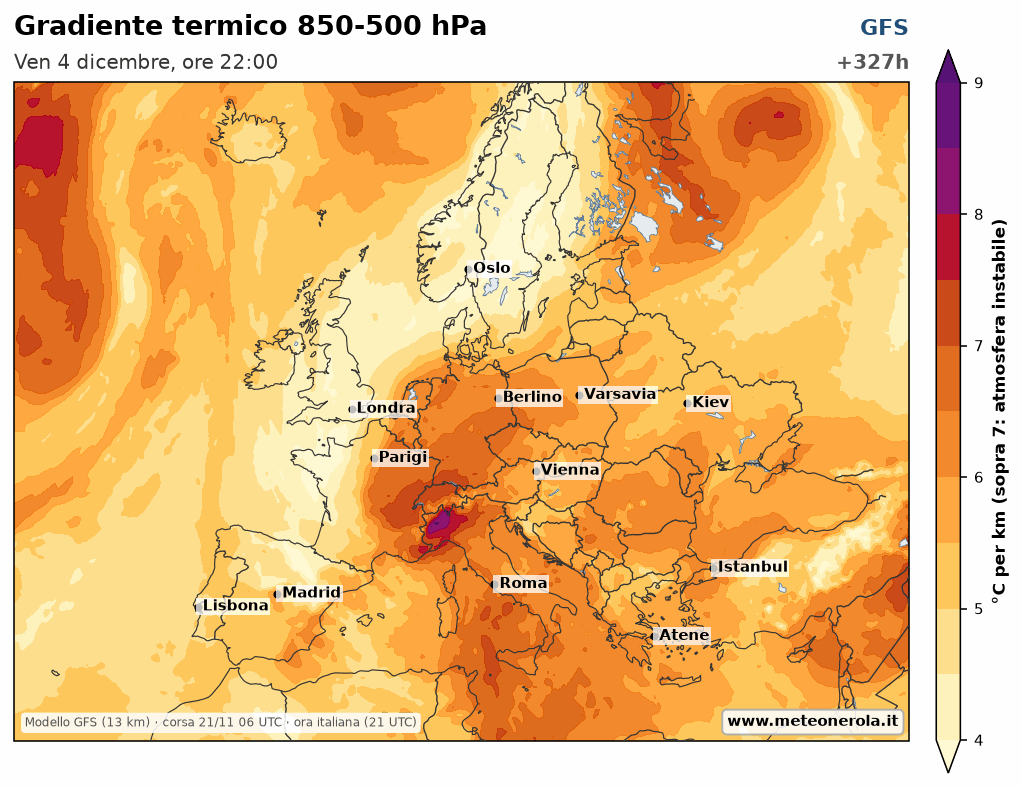 Gradiente termico 850-500 hPa
GFS
Ven 4 dicembre, ore 22:00
+327h
9
8
7
6
5
4
°C per km (sopra 7: atmosfera instabile)
Oslo
Londra
Berlino
Varsavia
Kiev
Parigi
Vienna
Istanbul
Roma
Madrid
Lisbona
Atene
Modello GFS (13 km) · corsa 21/11 06 UTC · ora italiana (21 UTC)
www.meteonerola.it